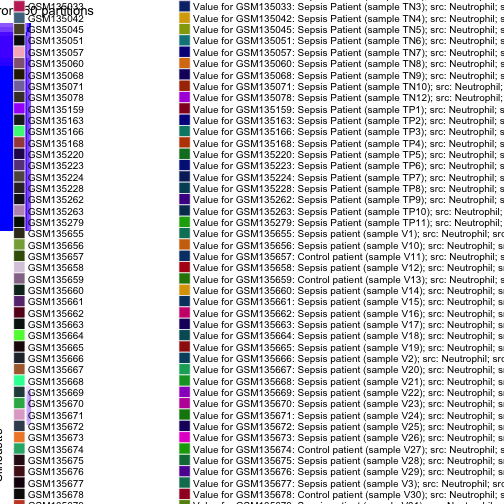 GSM135033 Value for GSM135033: Sepsis Patient (sample TN3); src: Neutrophil; s
GSM135042 Value for GSM135042: Sepsis Patient (sample TN4); src: Neutrophil; s
GSM135045 Value for GSM135045: Sepsis Patient (sample TN5); src: Neutrophil; s
GSM135051 Value for GSM135051: Sepsis Patient (sample TN6); src: Neutrophil; s
GSM135057 Value for GSM135057: Sepsis Patient (sample TN7); src: Neutrophil; s
GSM135060 Value for GSM135060: Sepsis Patient (sample TN8); src: Neutrophil; s
GSM135068 Value for GSM135068: Sepsis Patient (sample TN9); src: Neutrophil; s
GSM135071 Value for GSM135071: Sepsis Patient (sample TN10); src: Neutrophil;
GSM135078 Value for GSM135078: Sepsis Patient (sample TN12); src: Neutrophil;
GSM135159 Value for GSM135159: Sepsis Patient (sample TP1); src: Neutrophil; s
GSM135163 Value for GSM135163: Sepsis Patient (sample TP2); src: Neutrophil; s
GSM135166 Value for GSM135166: Sepsis Patient (sample TP3); src: Neutrophil; s
GSM135168 Value for GSM135168: Sepsis Patient (sample TP4); src: Neutrophil; s
GSM135220 Value for GSM135220: Sepsis Patient (sample TP5); src: Neutrophil; s
GSM135223 Value for GSM135223: Sepsis Patient (sample TP6); src: Neutrophil; s
GSM135224 Value for GSM135224: Sepsis Patient (sample TP7); src: Neutrophil; s
GSM135228 Value for GSM135228: Sepsis Patient (sample TP8); src: Neutrophil; s
GSM135262 Value for GSM135262: Sepsis Patient (sample TP9); src: Neutrophil; s
GSM135263 Value for GSM135263: Sepsis Patient (sample TP10); src: Neutrophil;
GSM135279 Value for GSM135279: Sepsis Patient (sample TP11); src: Neutrophil;
GSM135655 Value for GSM135655: Sepsis patient (sample V1); src: Neutrophil; src
GSM135656 Value for GSM135656: Sepsis patient (sample V10); src: Neutrophil; s
GSM135657 Value for GSM135657: Control patient (sample V11); src: Neutrophil; s
GSM135658 Value for GSM135658: Sepsis patient (sample V12); src: Neutrophil; s
GSM135659 Value for GSM135659: Control patient (sample V13); src: Neutrophil; s
GSM135660 Value for GSM135660: Sepsis patient (sample V14); src: Neutrophil; s
GSM135661 Value for GSM135661: Sepsis patient (sample V15); src: Neutrophil; s
GSM135662 Value for GSM135662: Sepsis patient (sample V16); src: Neutrophil; s
GSM135663 Value for GSM135663: Sepsis patient (sample V17); src: Neutrophil; s
GSM135664 Value for GSM135664: Sepsis patient (sample V18); src: Neutrophil; s
GSM135665 Value for GSM135665: Sepsis patient (sample V19); src: Neutrophil; s
GSM135666 Value for GSM135666: Sepsis patient (sample V2); src: Neutrophil; src
GSM135667 Value for GSM135667: Sepsis patient (sample V20); src: Neutrophil; s
GSM135668 Value for GSM135668: Sepsis patient (sample V21); src: Neutrophil; s
GSM135669 Value for GSM135669: Sepsis patient (sample V22); src: Neutrophil; s
GSM135670 Value for GSM135670: Sepsis patient (sample V23); src: Neutrophil; s
GSM135671 Value for GSM135671: Sepsis patient (sample V24); src: Neutrophil; s
GSM135672 Value for GSM135672: Sepsis patient (sample V25); src: Neutrophil; s
GSM135673 Value for GSM135673: Sepsis patient (sample V26); src: Neutrophil; s
GSM135674 Value for GSM135674: Control patient (sample V27); src: Neutrophil; s
GSM135675 Value for GSM135675: Sepsis patient (sample V28); src: Neutrophil; s
GSM135676 Value for GSM135676: Sepsis patient (sample V29); src: Neutrophil; s
GSM135677 Value for GSM135677: Sepsis patient (sample V3); src: Neutrophil; src
GSM135678 Value for GSM135678: Control patient (sample V30); src: Neutrophil; s
partitions